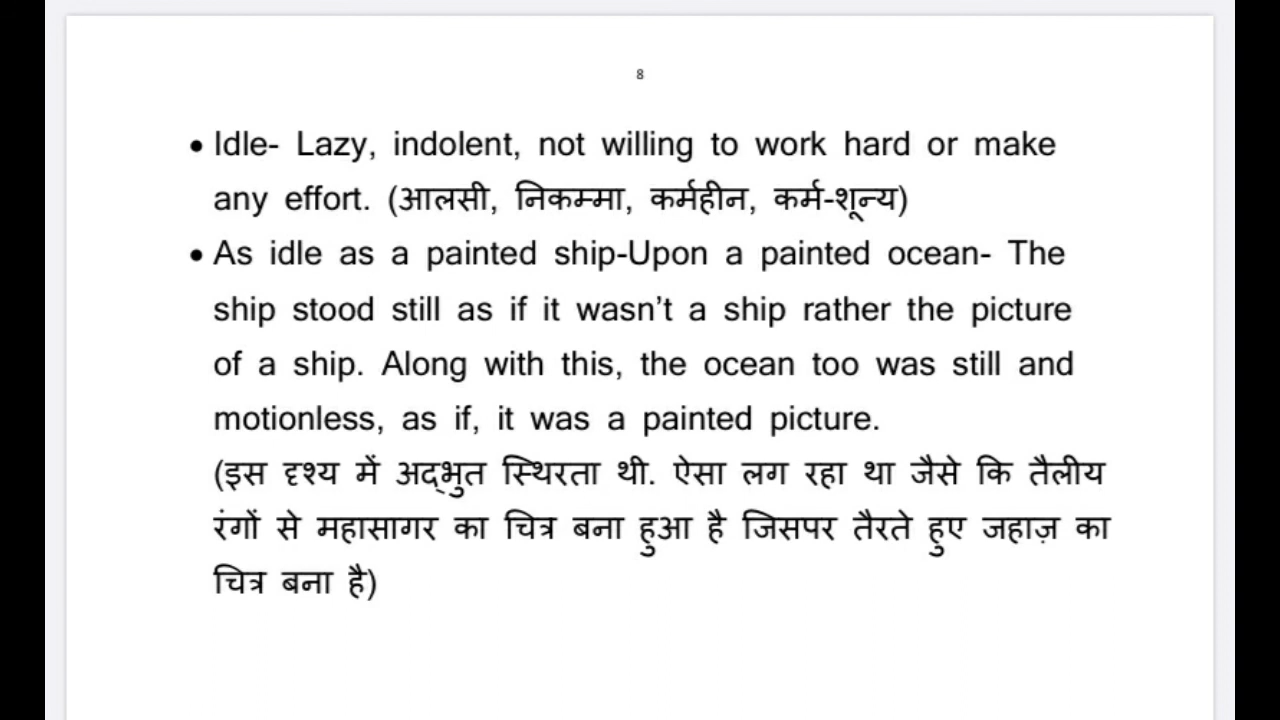 8
• Idle- Lazy, indolent, not willing to work hard or make
any effort. (आलसी, निकम्मा, कर्महीन, कर्म-शून्य)
• As idle as a painted ship-Upon a painted ocean- The
ship stood still as if it wasn’t a ship rather the picture
of a ship. Along with this, the ocean too was still and
motionless, as if, it was a painted picture.
(इस दृश्य में अद्भुत स्थिरता थी. ऐसा लग रहा था जैसे कि तैलीय
रंगों से महासागर का चित्र बना हुआ है जिसपर तैरते हुए जहाज़ का
चित्र बना है)